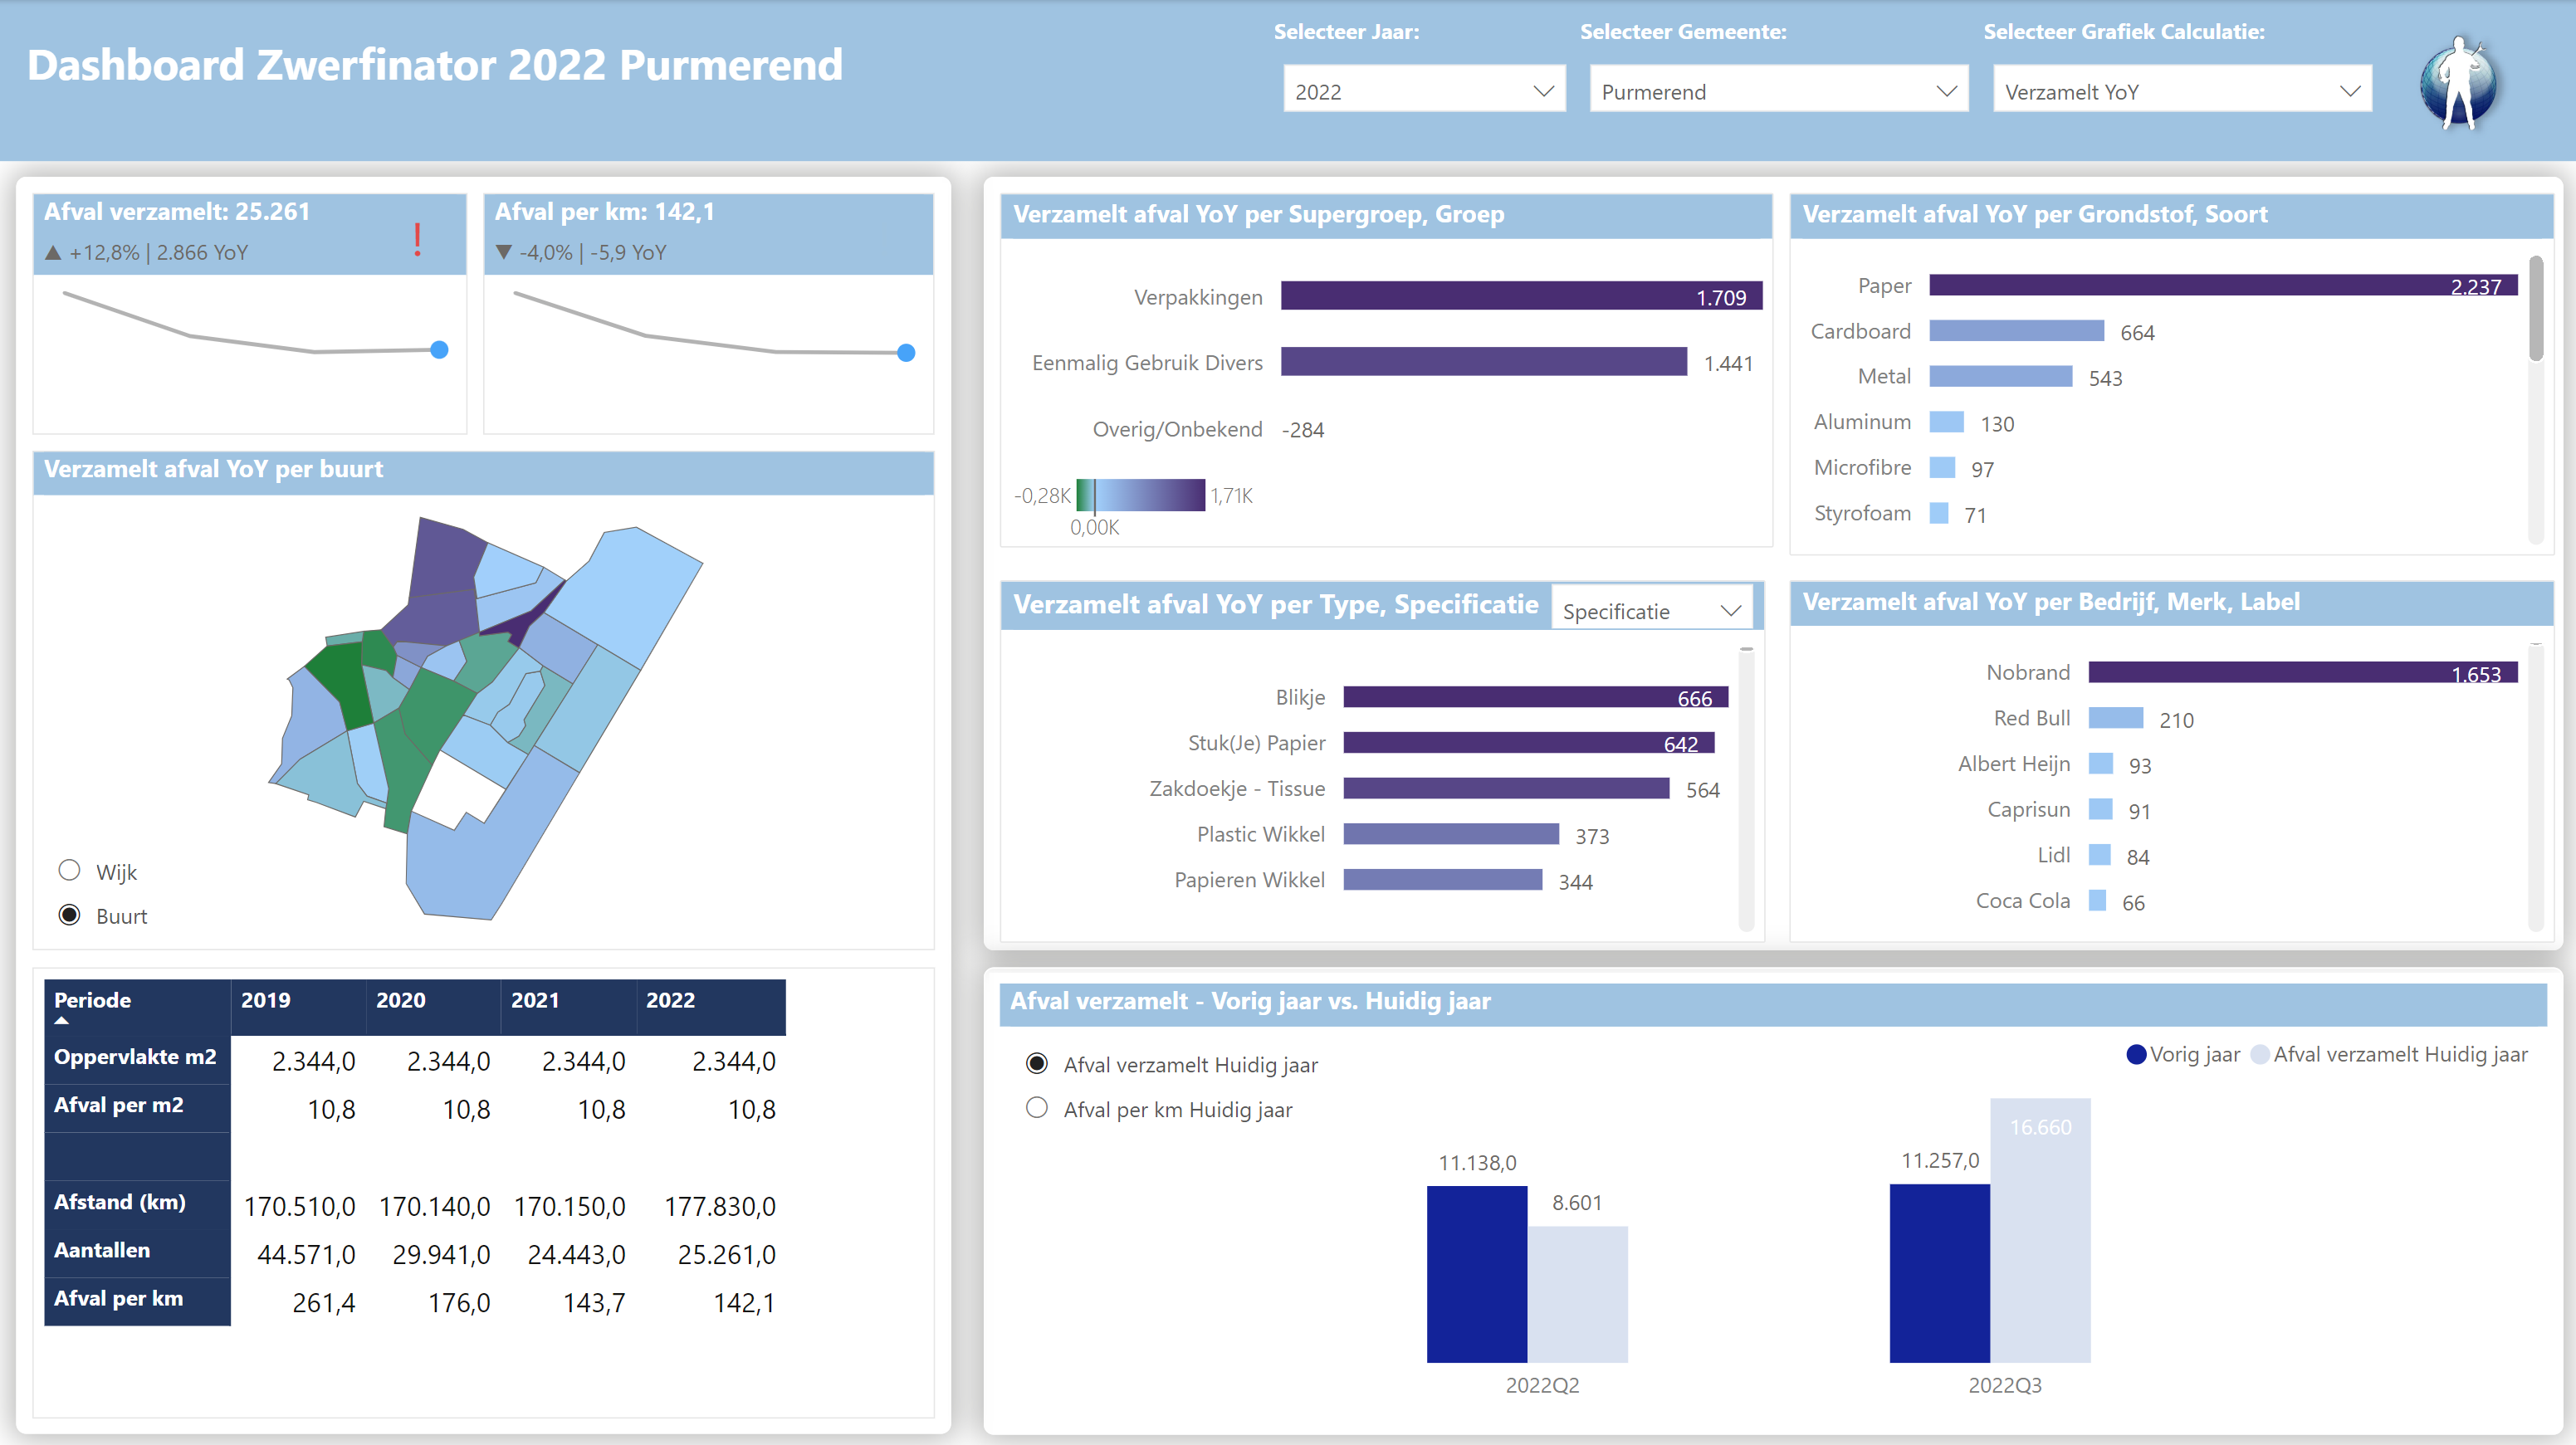 Dashboard Zwerfinator 2022 Purmerend
Selecteer Jaar:
2022
Selecteer Gemeente:
Purmerend
Selecteer Grafiek Calculatie:
Verzamelt YoY
Afval verzamelt: 25.261
▲ +12,8% | 2.866 YoY
❗
Afval per km: 142,1
▼ -4,0% | -5,9 YoY
Verzamelt afval YoY per buurt
Wijk
Buurt
Periode 2019 2020 2021 2022
Oppervlakte m2 2.344,0 2.344,0 2.344,0 2.344,0
Afval per m2 10,8 10,8 10,8 10,8
Afstand (km) 170.510,0 170.140,0 170.150,0 177.830,0
Aantallen 44.571,0 29.941,0 24.443,0 25.261,0
Afval per km 261,4 176,0 143,7 142,1
Verzamelt afval YoY per Supergroep, Groep
Verpakkingen 1.709
Eenmalig Gebruik Divers 1.441
Overig/Onbekend -284
-0,28K 1,71K
0,00K
Verzamelt afval YoY per Grondstof, Soort
Paper 2.237
Cardboard 664
Metal 543
Aluminum 130
Microfibre 97
Styrofoam 71
Verzamelt afval YoY per Type, Specificatie
Specificatie
Blikje 666
Stuk(Je) Papier 642
Zakdoekje - Tissue 564
Plastic Wikkel 373
Papieren Wikkel 344
Verzamelt afval YoY per Bedrijf, Merk, Label
Nobrand 1.653
Red Bull 210
Albert Heijn 93
Caprisun 91
Lidl 84
Coca Cola 66
Afval verzamelt - Vorig jaar vs. Huidig jaar
Afval verzamelt Huidig jaar
Afval per km Huidig jaar
Vorig jaar Afval verzamelt Huidig jaar
11.138,0
8.601
11.257,0
16.660
2022Q2
2022Q3